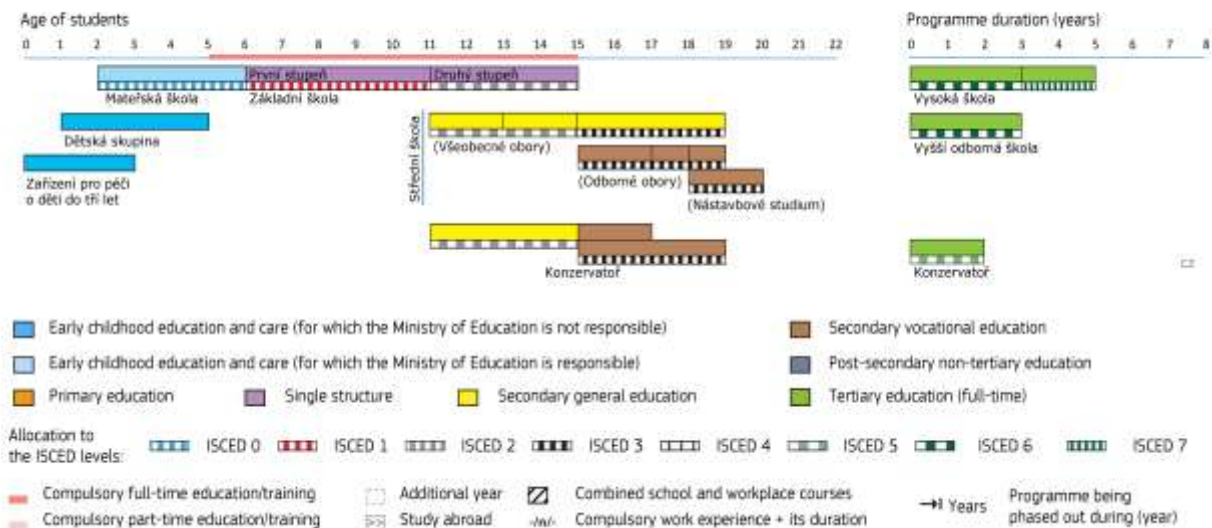 Age of students
Programme duration (years)
0 1 2 3 4 5 6 7 8 9 10 11 12 13 14 15 16 17 18 19 20 21 22
0 1 2 3 4 5 6 7 8
První stupeň
Druhý stupeň
Mateřská škola
Základní škola
Vysoká škola
Dětská skupina
Střední škola
(Všeobecné obory)
Vyšší odborná škola
Zařízení pro péči
o děti do tří let
(Odborné obory)
(Nástavbové studium)
Konzervatoř
Konzervatoř
CZ
Early childhood education and care (for which the Ministry of Education is not responsible)
Secondary vocational education
Early childhood education and care (for which the Ministry of Education is responsible)
Post-secondary non-tertiary education
Primary education
Single structure
Secondary general education
Tertiary education (full-time)
Allocation to
the ISCED levels:
ISCED 0
ISCED 1
ISCED 2
ISCED 3
ISCED 4
ISCED 5
ISCED 6
ISCED 7
Compulsory full-time education/training
Additional year
Combined school and workplace courses
Years
Programme being
phased out during (year)
Compulsory part-time education/training
Study abroad
-/n/-
Compulsory work experience + its duration